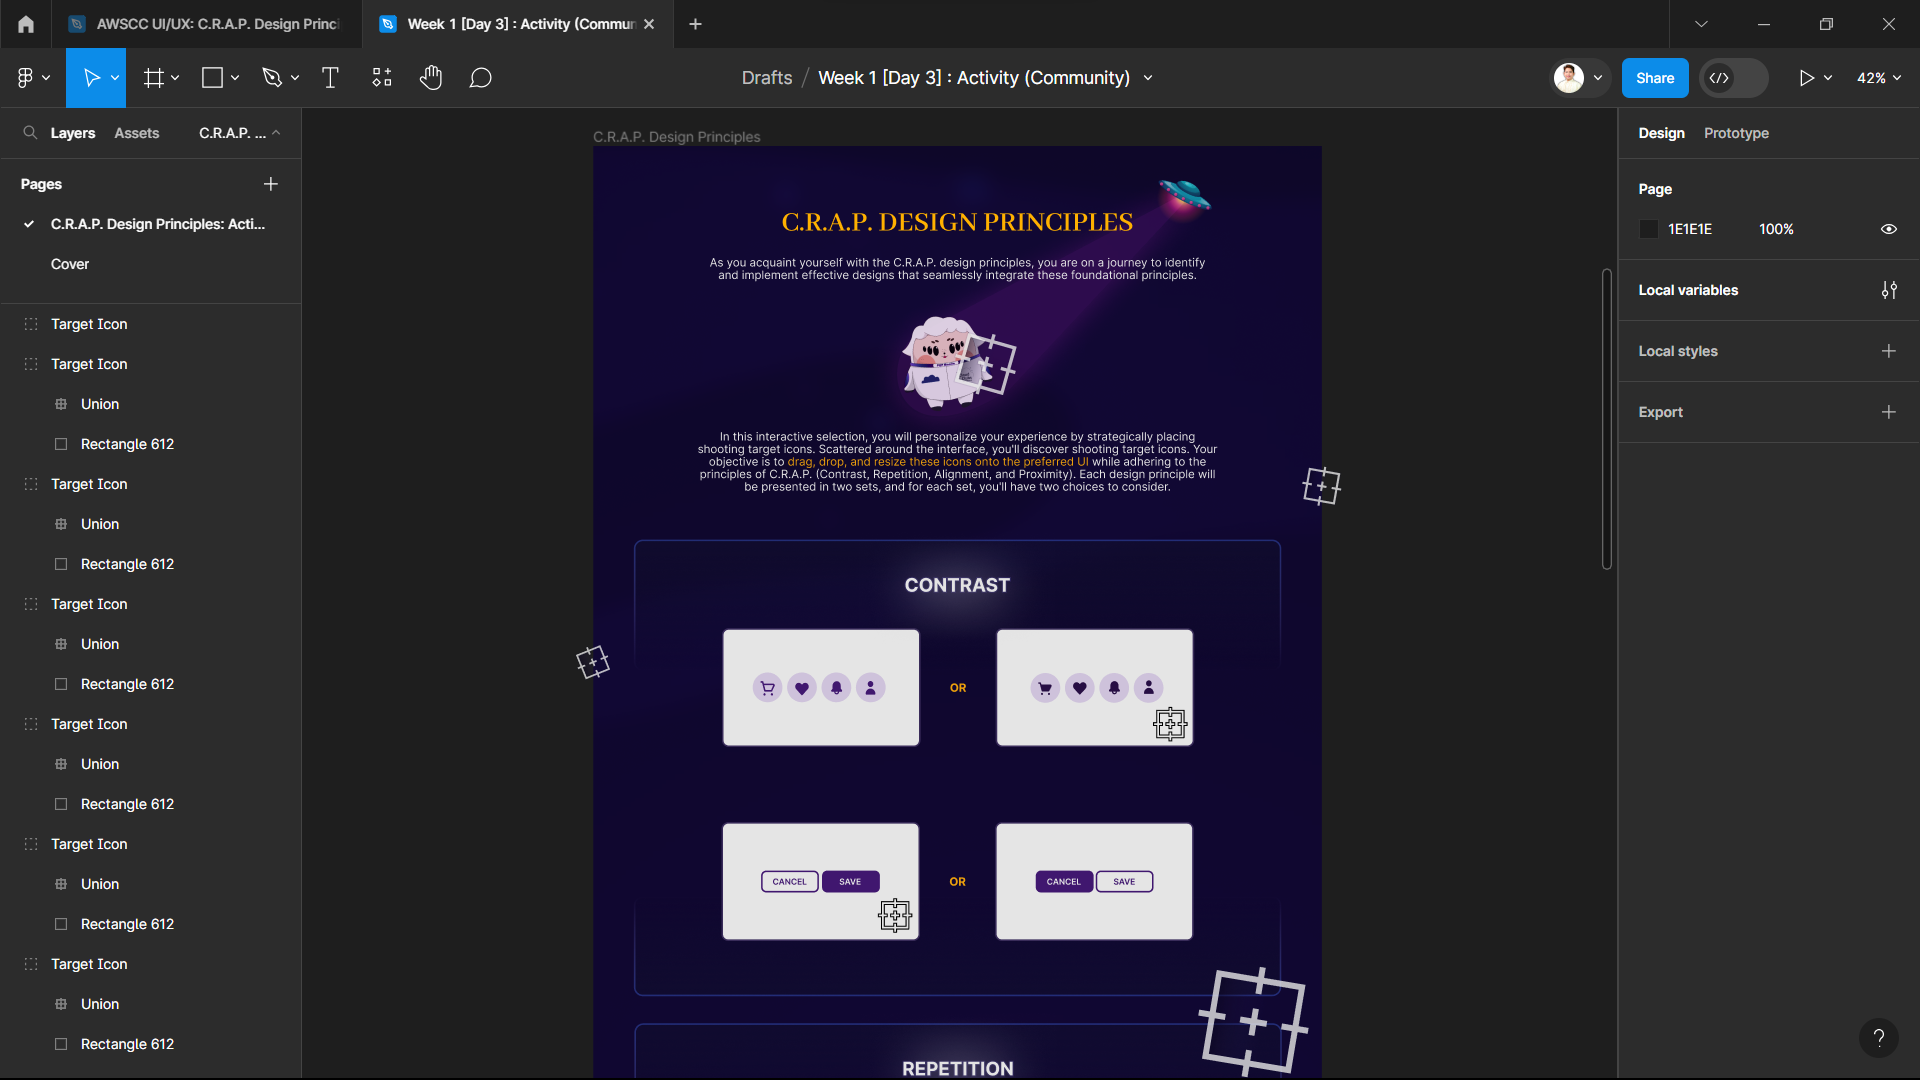 AWSCC UI/UX: C.R.A.P. Design Princi
Week 1 [Day 3] : Activity (Commun
Drafts / Week 1 [Day 3] : Activity (Community)
Share
42%
Layers
Assets
C.R.A.P. ...
Pages
C.R.A.P. Design Principles: Acti...
Cover
Target Icon
Target Icon
Union
Rectangle 612
Target Icon
Union
Rectangle 612
Target Icon
Union
Rectangle 612
Target Icon
Union
Rectangle 612
Target Icon
Union
Rectangle 612
Target Icon
Union
Rectangle 612
C.R.A.P. Design Principles
C.R.A.P. DESIGN PRINCIPLES
As you acquaint yourself with the C.R.A.P. design principles, you are on a journey to identify
and implement effective designs that seamlessly integrate these foundational principles.
In this interactive selection, you will personalize your experience by strategically placing
shooting target icons. Scattered around the interface, you'll discover shooting target icons. Your
objective is to drag, drop, and resize these icons onto the preferred UI while adhering to the
principles of C.R.A.P. (Contrast, Repetition, Alignment, and Proximity). Each design principle will
be presented in two sets, and for each set, you'll have two choices to consider.
CONTRAST
OR
CANCEL
SAVE
OR
CANCEL
SAVE
REPETITION
Design
Prototype
Page
1E1E1E
100%
Local variables
Local styles
Export
?